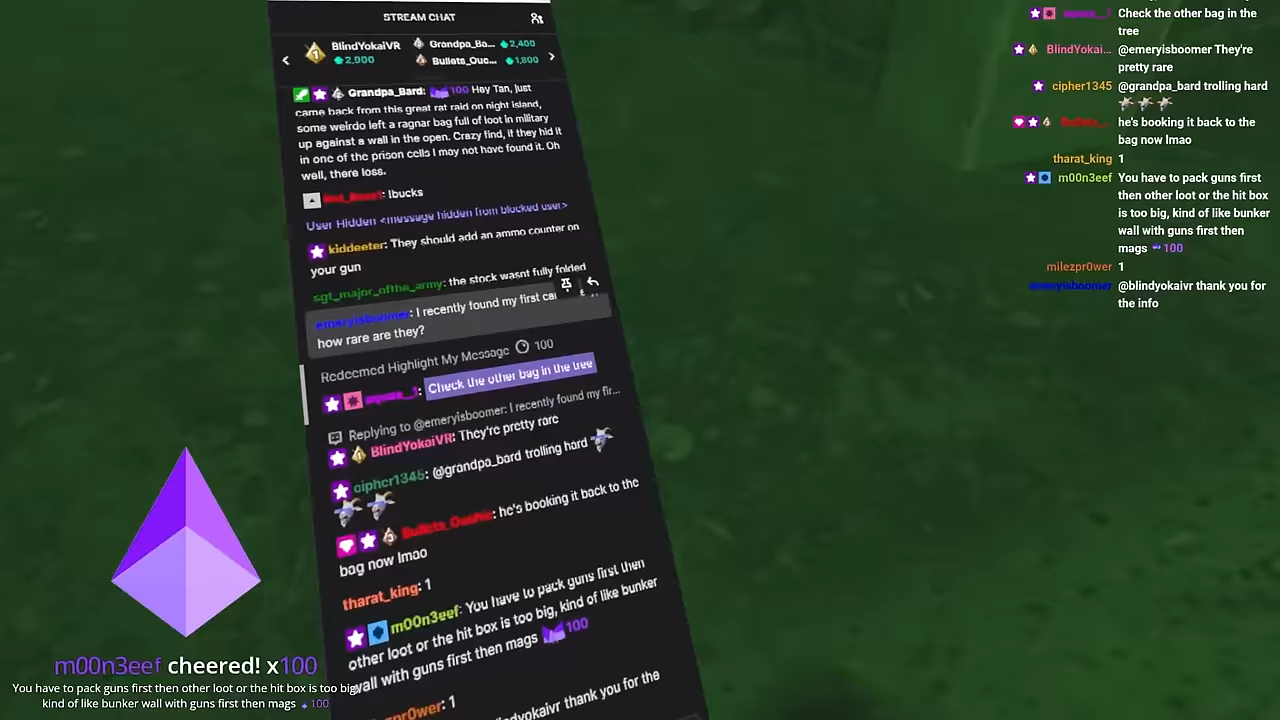 STREAM CHAT
BlindYokaiVR
2,900
Grandpa_Ba... 2,400
Bullets_Ouc... 1,800
Grandpa_Bard: 100 Hey Tan, just
came back from this great rat raid on night island,
some weirdo left a ragnar bag full of loot in military
up against a wall in the open. Crazy find, if they hid it
in one of the prison cells I may not have found it. Oh
well, there loss.
!bucks
User Hidden <message hidden from blocked user>
kiddeeter: They should add an ammo counter on
your gun
sgt_major_ofthe_army: the stock wasnt fully folded
emeryisboomer: I recently found my first
how rare are they?
Redeemed Highlight My Message 100
Check the other bag in the tree
Replying to @emeryisboomer: I recently found my fir...
BlindYokaiVR: They're pretty rare
cipher1345: @grandpa_bard trolling hard
he's booking it back to the
bag now lmao
tharat_king: 1
m00n3eef: You have to pack guns first then
other loot or the hit box is too big, kind of like bunker
wall with guns first then mags 100
zpr0wer: 1
thank you for the
Check the other bag in the
tree
BlindYokai... @emeryisboomer They're
pretty rare
cipher1345 @grandpa_bard trolling hard
he's booking it back to the
bag now lmao
tharat_king 1
m00n3eef You have to pack guns first
then other loot or the hit box
is too big, kind of like bunker
wall with guns first then
mags 100
milezpr0wer 1
emeryisboomer @blindyokaivr thank you for
the info
m00n3eef cheered! x100
You have to pack guns first then other loot or the hit box is too big,
kind of like bunker wall with guns first then mags 100